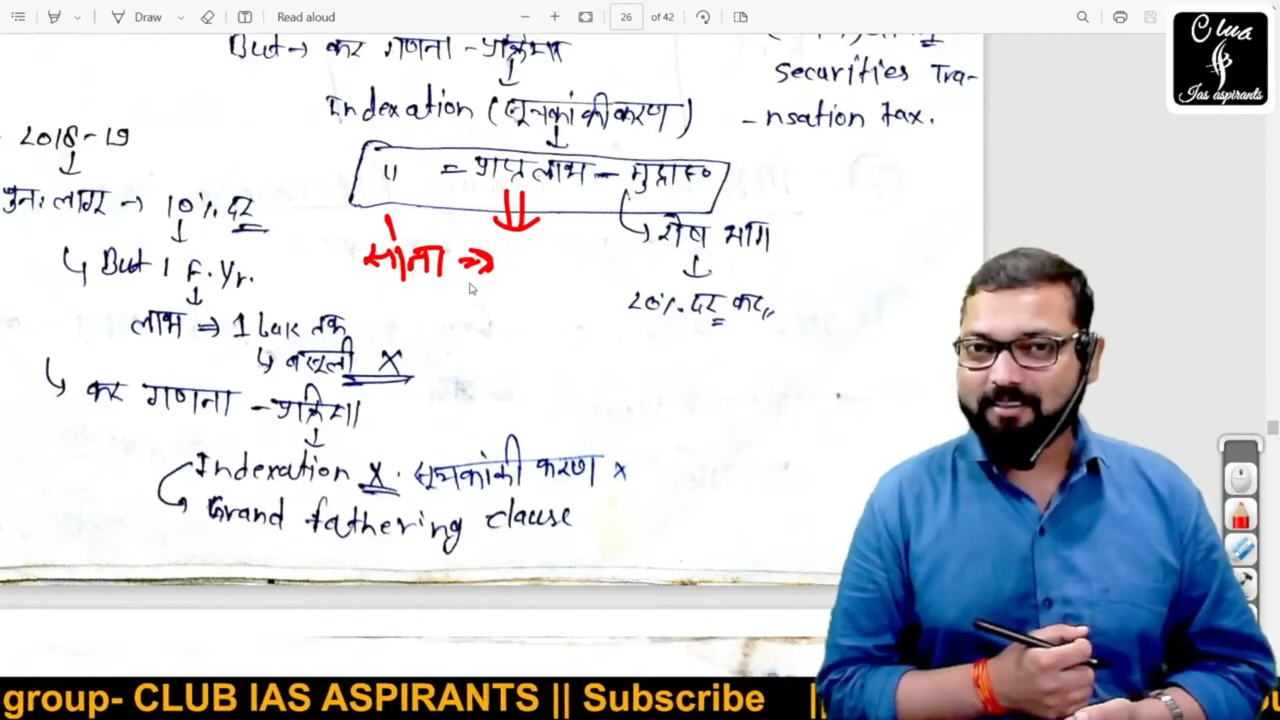 Draw
Read aloud
26 of 42
Club
Ias aspirants
But → कर गणना - प्रक्रिया
↓
Indexation (सूचकांकीकरण)
↓
" = प्राप्त लाभ - मुद्रास्०
↳ शेष भाग
↓
20% दर कर,,
सोना ⇒
Securities Tra-
-nsation tax.
2018-19
↓
पुनः लागू → 10% दर
↓
↳ But 1 F. Yr.
↓
लाभ ⇒ 1 Lak तक
↳ वसूली X
↳ कर गणना - प्रक्रिया
↓
Indexation X. सूचकांकी करण x
↳ Grand fathering clause
group- CLUB IAS ASPIRANTS || Subscribe ||